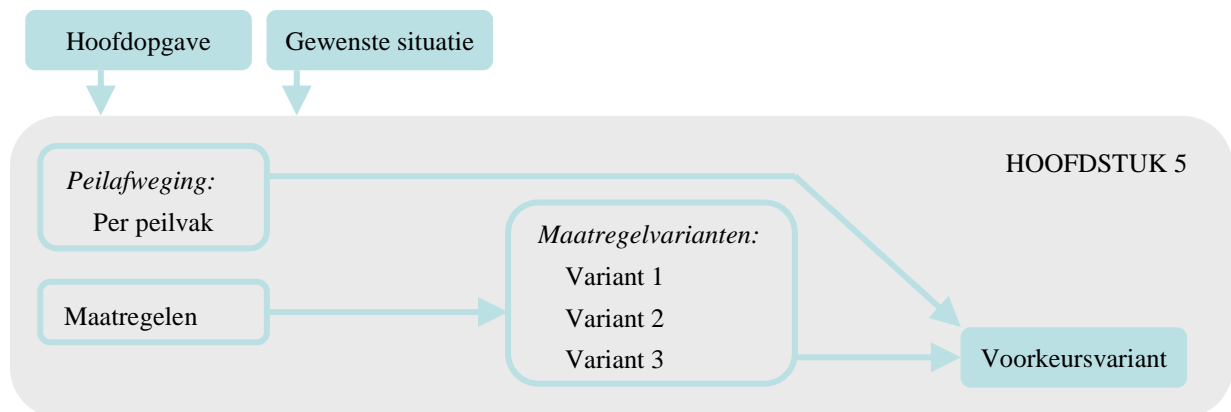 Hoofdopgave
Gewenste situatie
HOOFDSTUK 5
Peilafweging:
Per peilvak
Maatregelvarianten:
Variant 1
Variant 2
Variant 3
Maatregelen
Voorkeursvariant